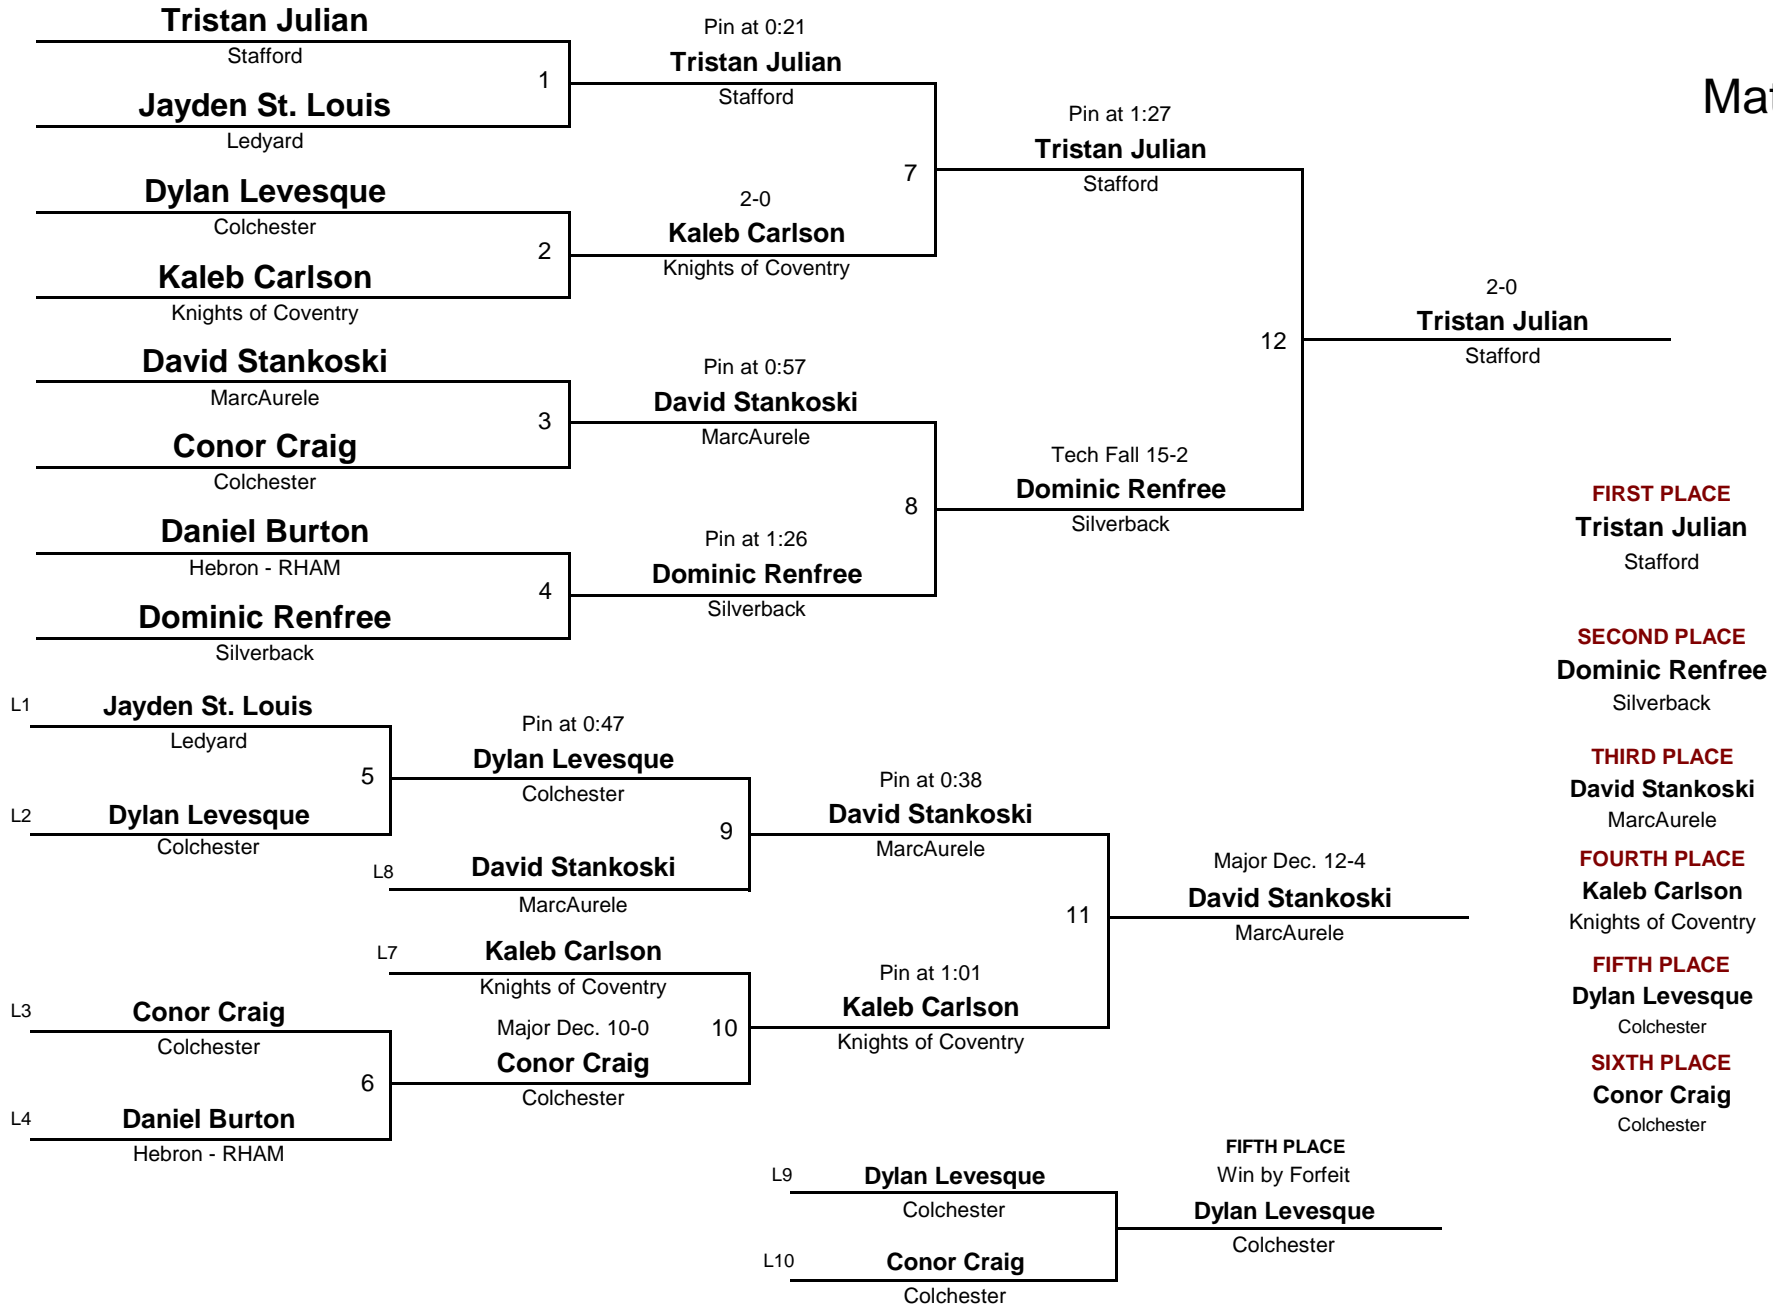 Tristan Julian
Stafford
1
Jayden St. Louis
Ledyard
Dylan Levesque
Colchester
2
Kaleb Carlson
Knights of Coventry
David Stankoski
MarcAurele
3
Conor Craig
Colchester
Daniel Burton
Hebron - RHAM
4
Dominic Renfree
Silverback
Pin at 0:21
Tristan Julian
Stafford
7
2-0
Kaleb Carlson
Knights of Coventry
Pin at 0:57
David Stankoski
MarcAurele
8
Pin at 1:26
Dominic Renfree
Silverback
Pin at 1:27
Tristan Julian
Stafford
12
Tech Fall 15-2
Dominic Renfree
Silverback
2-0
Tristan Julian
Stafford
L1
Jayden St. Louis
Ledyard
5
L2
Dylan Levesque
Colchester
L3
Conor Craig
Colchester
6
L4
Daniel Burton
Hebron - RHAM
Pin at 0:47
Dylan Levesque
Colchester
9
L8
David Stankoski
MarcAurele
L7
Kaleb Carlson
Knights of Coventry
Major Dec. 10-0
10
Conor Craig
Colchester
Pin at 0:38
David Stankoski
MarcAurele
11
Pin at 1:01
Kaleb Carlson
Knights of Coventry
Major Dec. 12-4
David Stankoski
MarcAurele
L9
Dylan Levesque
Colchester
L10
Conor Craig
Colchester
FIFTH PLACE
Win by Forfeit
Dylan Levesque
Colchester
FIRST PLACE
Tristan Julian
Stafford
SECOND PLACE
Dominic Renfree
Silverback
THIRD PLACE
David Stankoski
MarcAurele
FOURTH PLACE
Kaleb Carlson
Knights of Coventry
FIFTH PLACE
Dylan Levesque
Colchester
SIXTH PLACE
Conor Craig
Colchester